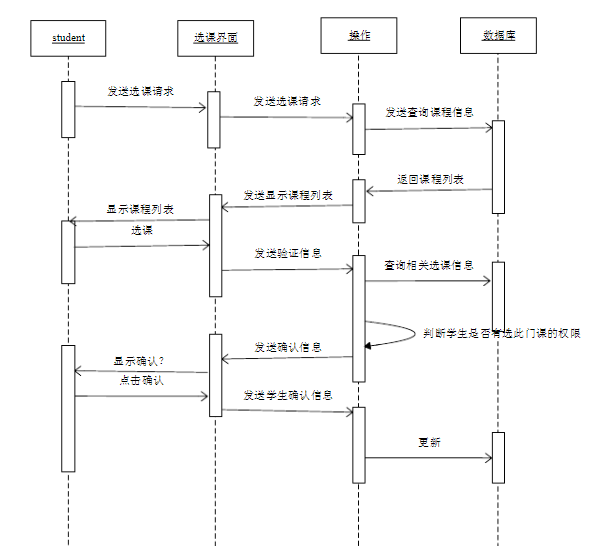 student
选课界面
操作
数据库
发送选课请求
发送选课请求
发送查询课程信息
返回课程列表
发送显示课程列表
显示课程列表
选课
发送验证信息
查询相关选课信息
判断学生是否有选此门课的权限
发送确认信息
显示确认？
点击确认
发送学生确认信息
更新